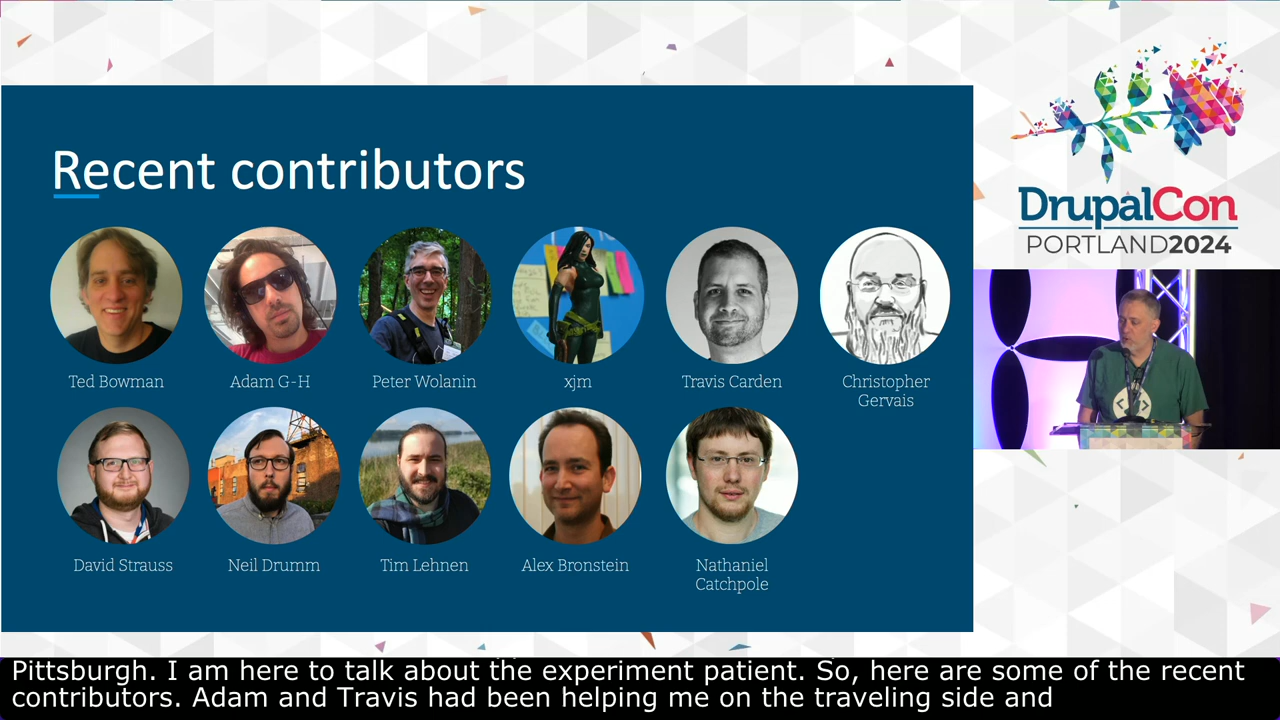 Recent contributors
Ted Bowman
Adam G-H
Peter Wolanin
xjm
Travis Carden
Christopher
Gervais
David Strauss
Neil Drumm
Tim Lehnen
Alex Bronstein
Nathaniel
Catchpole
DrupalCon
PORTLAND2024
Pittsburgh. I am here to talk about the experiment patient. So, here are some of the recent
contributors. Adam and Travis had been helping me on the traveling side and